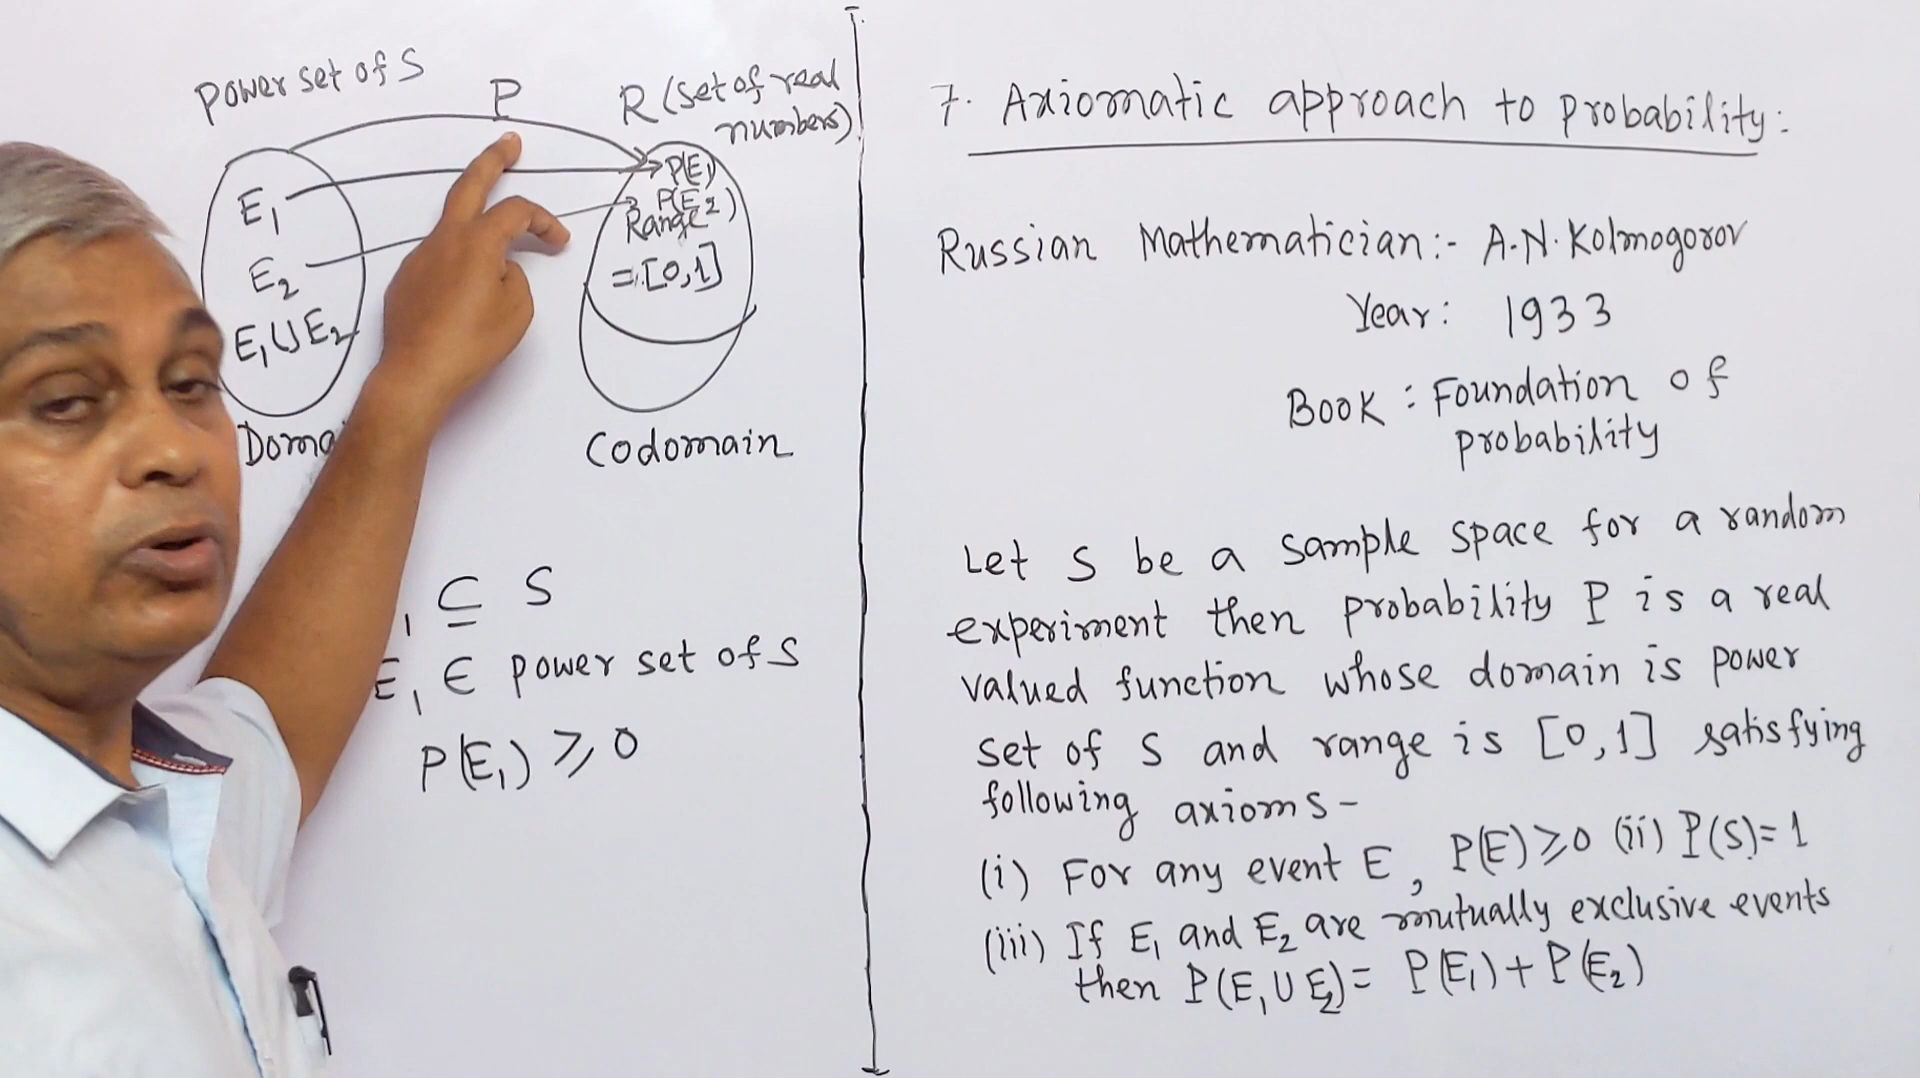 Power set of S
P
R (set of real
numbers)
E₁
P(E₁)
P(E₂)
Range
= [0,1]
E₂
E₁UE₂
Codomain
⊆ S
E₁ ∈ power set of S
P(E₁) ⩾ 0
7. Axiomatic approach to probability:
Russian Mathematician:- A.N. Kolmogorov
Year: 1933
Book: Foundation of
probability
Let S be a sample space for a random
experiment then probability P is a real
valued function whose domain is power
set of S and range is [0,1] satisfying
following axioms-
(i) For any event E, P(E)⩾0 (ii) P(S)=1
(iii) If E₁ and E₂ are mutually exclusive events
then P(E₁U E₂)= P(E₁)+P(E₂)